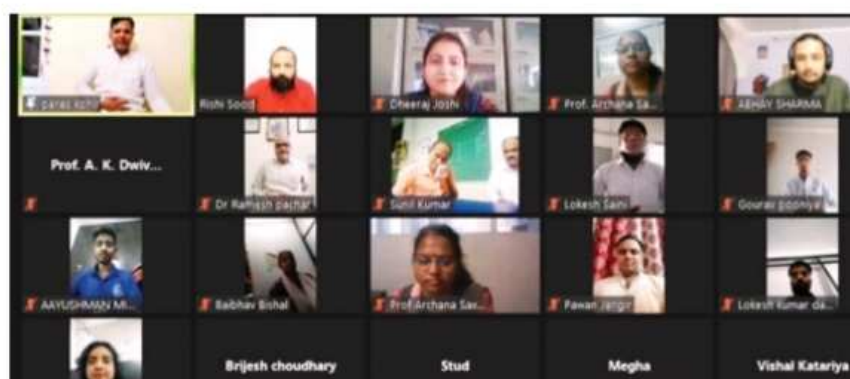 paras kohli
Rishi Sood
Dheeraj Joshi
Prof. Archana Sa...
ABHAY SHARMA
Prof. A. K. Dwiv...
Dr Ramesh pachar
Sunil Kumar
Lokesh Saini
Gourav pooniya
AAYUSHMAN MI...
Baibhav Bishal
Prof Archana Sav...
Pawan Jangir
Lokesh kumar da...
Brijesh choudhary
Stud
Megha
Vishal Katariya